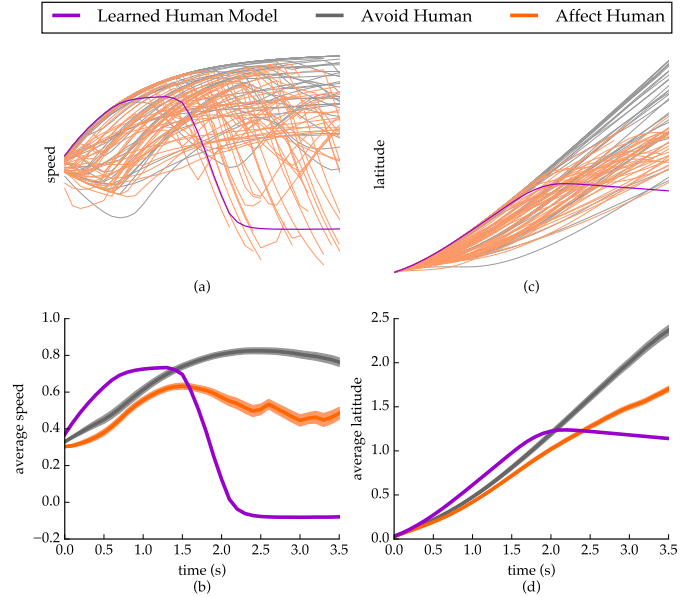 Learned Human Model Avoid Human Affect Human
speed
(a)
latitude
(c)
average speed
1.0
0.8
0.6
0.4
0.2
0.0
−0.2
0.0 0.5 1.0 1.5 2.0 2.5 3.0 3.5
time (s)
(b)
average latitude
2.5
2.0
1.5
1.0
0.5
0.0
0.0 0.5 1.0 1.5 2.0 2.5 3.0 3.5
time (s)
(d)